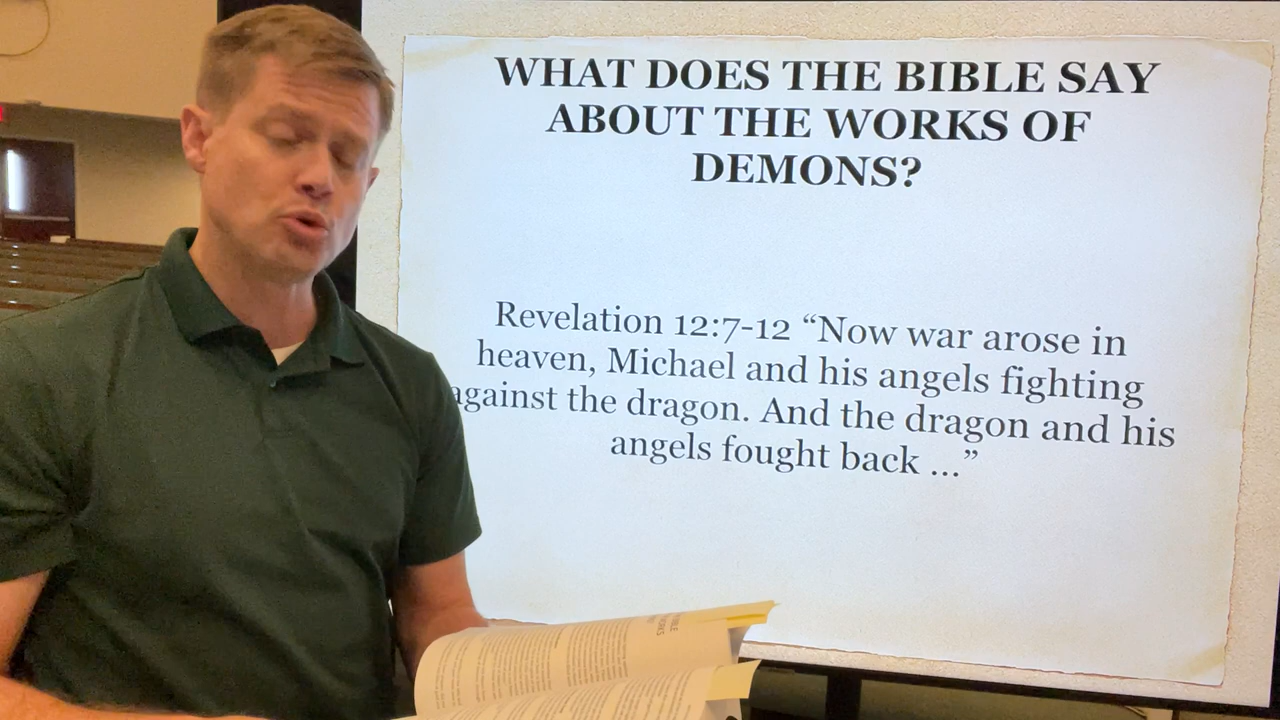 WHAT DOES THE BIBLE SAY
ABOUT THE WORKS OF
DEMONS?
Revelation 12:7-12 “Now war arose in
heaven, Michael and his angels fighting
against the dragon. And the dragon and his
angels fought back ...”